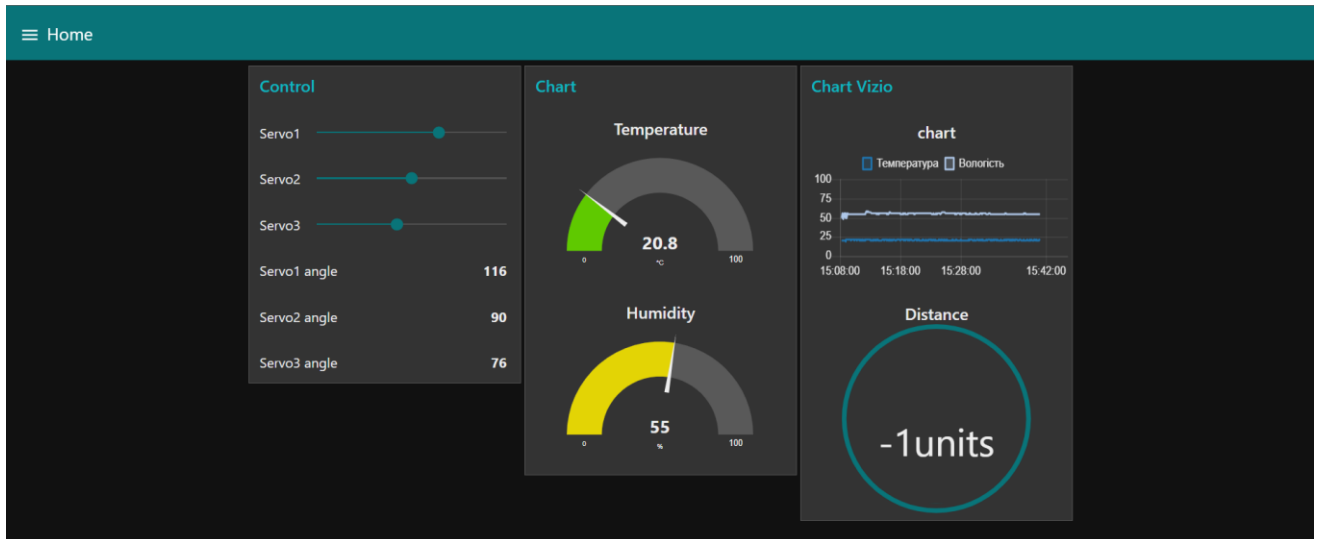 Home
Control
Servo1
Servo2
Servo3
Servo1 angle 116
Servo2 angle 90
Servo3 angle 76
Chart
Temperature
20.8
0 °C 100
Humidity
55
0 % 100
Chart Vizio
chart
Температура Вологість
100
75
50
25
0
15:08:00 15:18:00 15:28:00 15:42:00
Distance
-1units